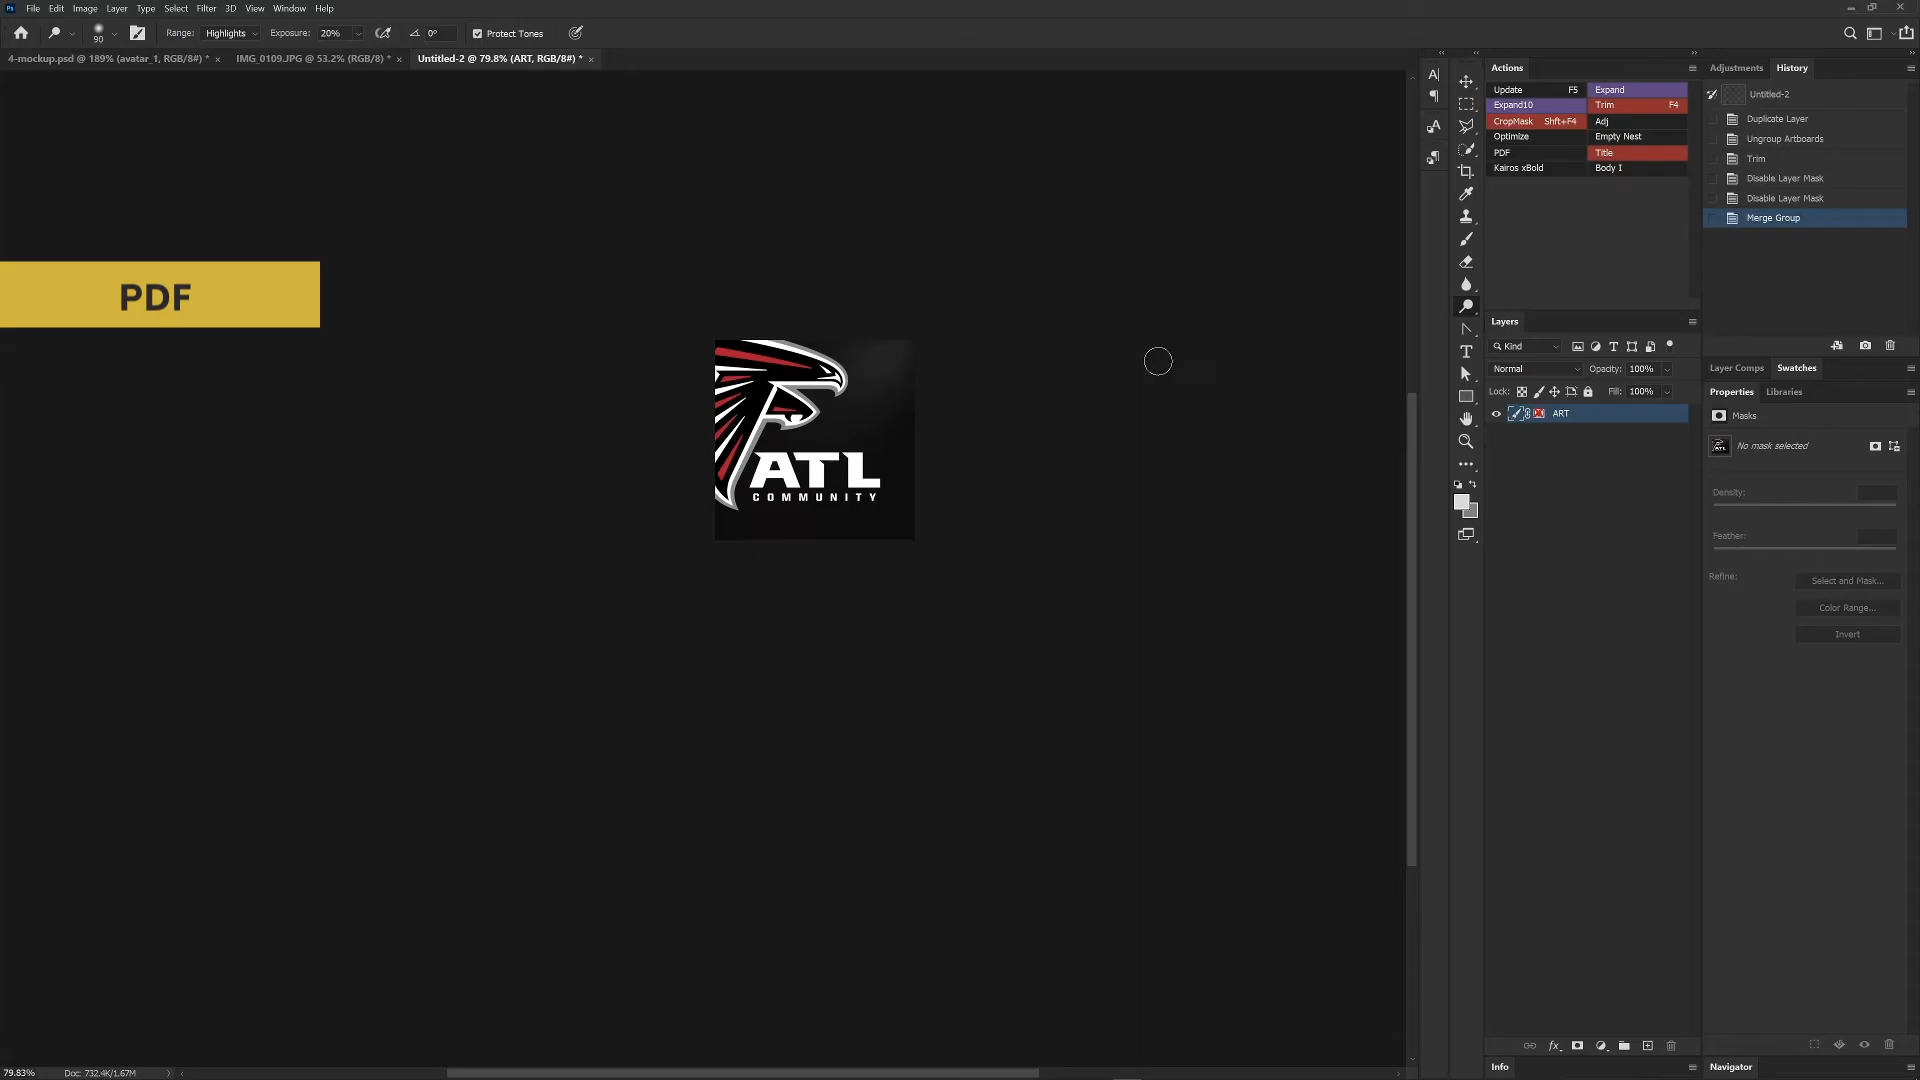 Ps File Edit Image Layer Type Select Filter 3D View Window Help
90 Range: Highlights Exposure: 20% 0° Protect Tones
4-mockup.psd @ 189% (avatar_1, RGB/8#) * × IMG_0109.JPG @ 53.2% (RGB/8) * × Untitled-2 @ 79.8% (ART, RGB/8#) * ×
PDF
ATL
COMMUNITY
79.83% Doc: 732.4K/1.67M
Actions
Update F5 Expand
Expand10 Trim F4
CropMask Shft+F4 Adj
Optimize Empty Nest
PDF Title
Kairos xBold Body I
Layers
Kind
Normal Opacity: 100%
Lock: Fill: 100%
ART
Info
Adjustments History
Untitled-2
Duplicate Layer
Ungroup Artboards
Trim
Disable Layer Mask
Disable Layer Mask
Merge Group
Layer Comps Swatches
Properties Libraries
Masks
No mask selected
Density:
Feather:
Refine: Select and Mask...
Color Range...
Invert
Navigator